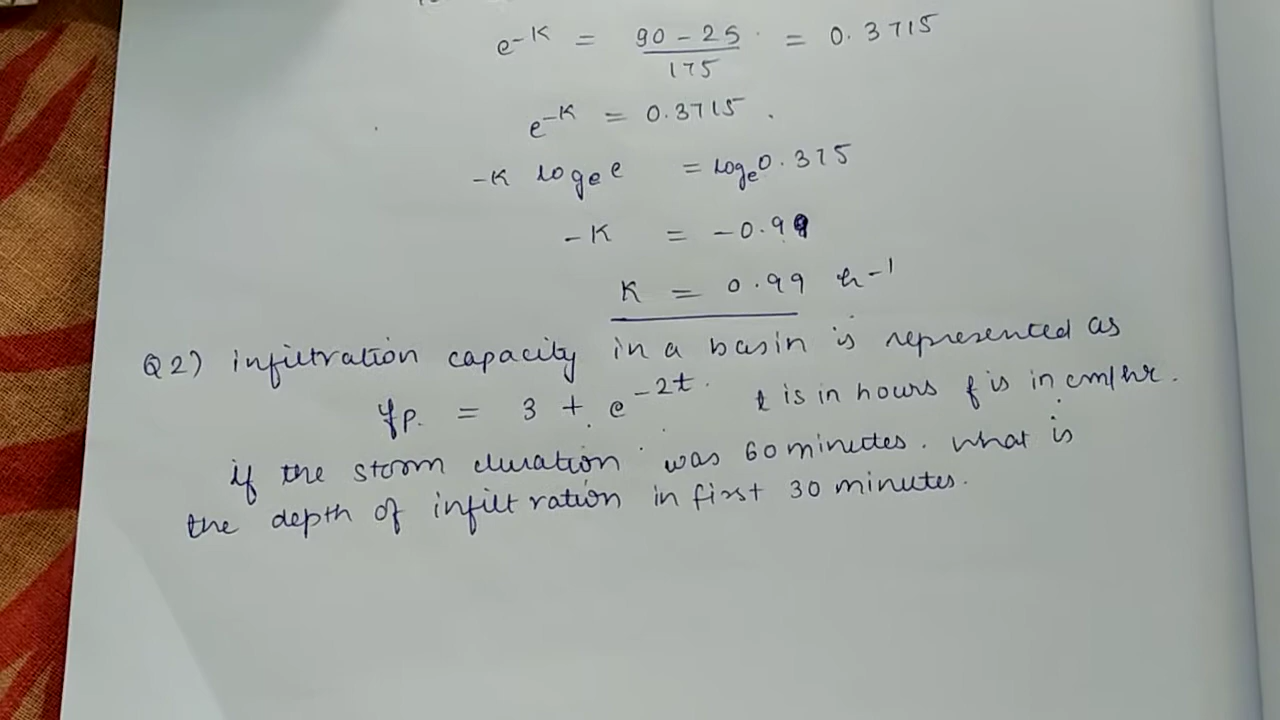 e^-K = 90 - 25 / 175 = 0.3715
e^-K = 0.3715.
-K log_e e = log_e 0.375
-K = -0.99
K = 0.99 h^-1
Q2) infiltration capacity in a basin is represented as
fp. = 3 + e^-2t. t is in hours f is in cm/hr.
if the storm duration was 60 minutes. what is
the depth of infiltration in first 30 minutes.